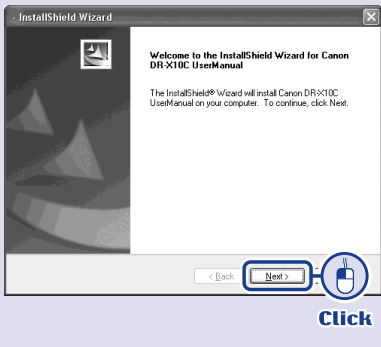 InstallShield Wizard
Welcome to the InstallShield Wizard for Canon
DR-X10C UserManual
The InstallShield® Wizard will install Canon DR-X10C
UserManual on your computer. To continue, click Next.
< Back
Next >
Click